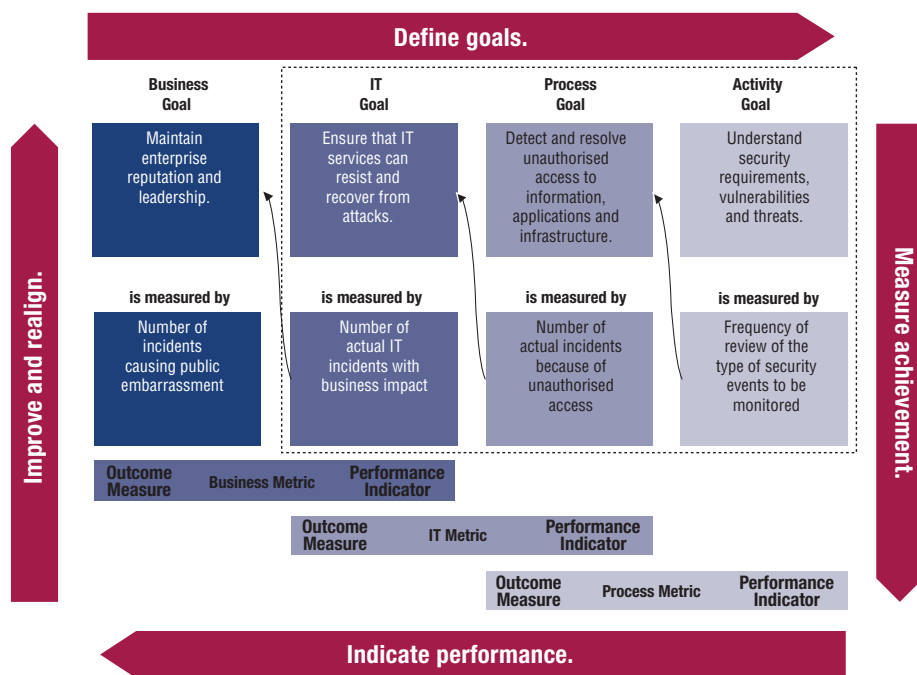 Define goals.
Business
Goal
IT
Goal
Process
Goal
Activity
Goal
Maintain
enterprise
reputation and
leadership.
Ensure that IT
services can
resist and
recover from
attacks.
Detect and resolve
unauthorised
access to
information,
applications and
infrastructure.
Understand
security
requirements,
vulnerabilities
and threats.
is measured by
is measured by
is measured by
is measured by
Number of
incidents
causing public
embarrassment
Number of
actual IT
incidents with
business impact
Number of
actual incidents
because of
unauthorised
access
Frequency of
review of the
type of security
events to be
monitored
Improve and realign.
Measure achievement.
Outcome
Measure
Business Metric
Performance
Indicator
Outcome
Measure
IT Metric
Performance
Indicator
Outcome
Measure
Process Metric
Performance
Indicator
Indicate performance.